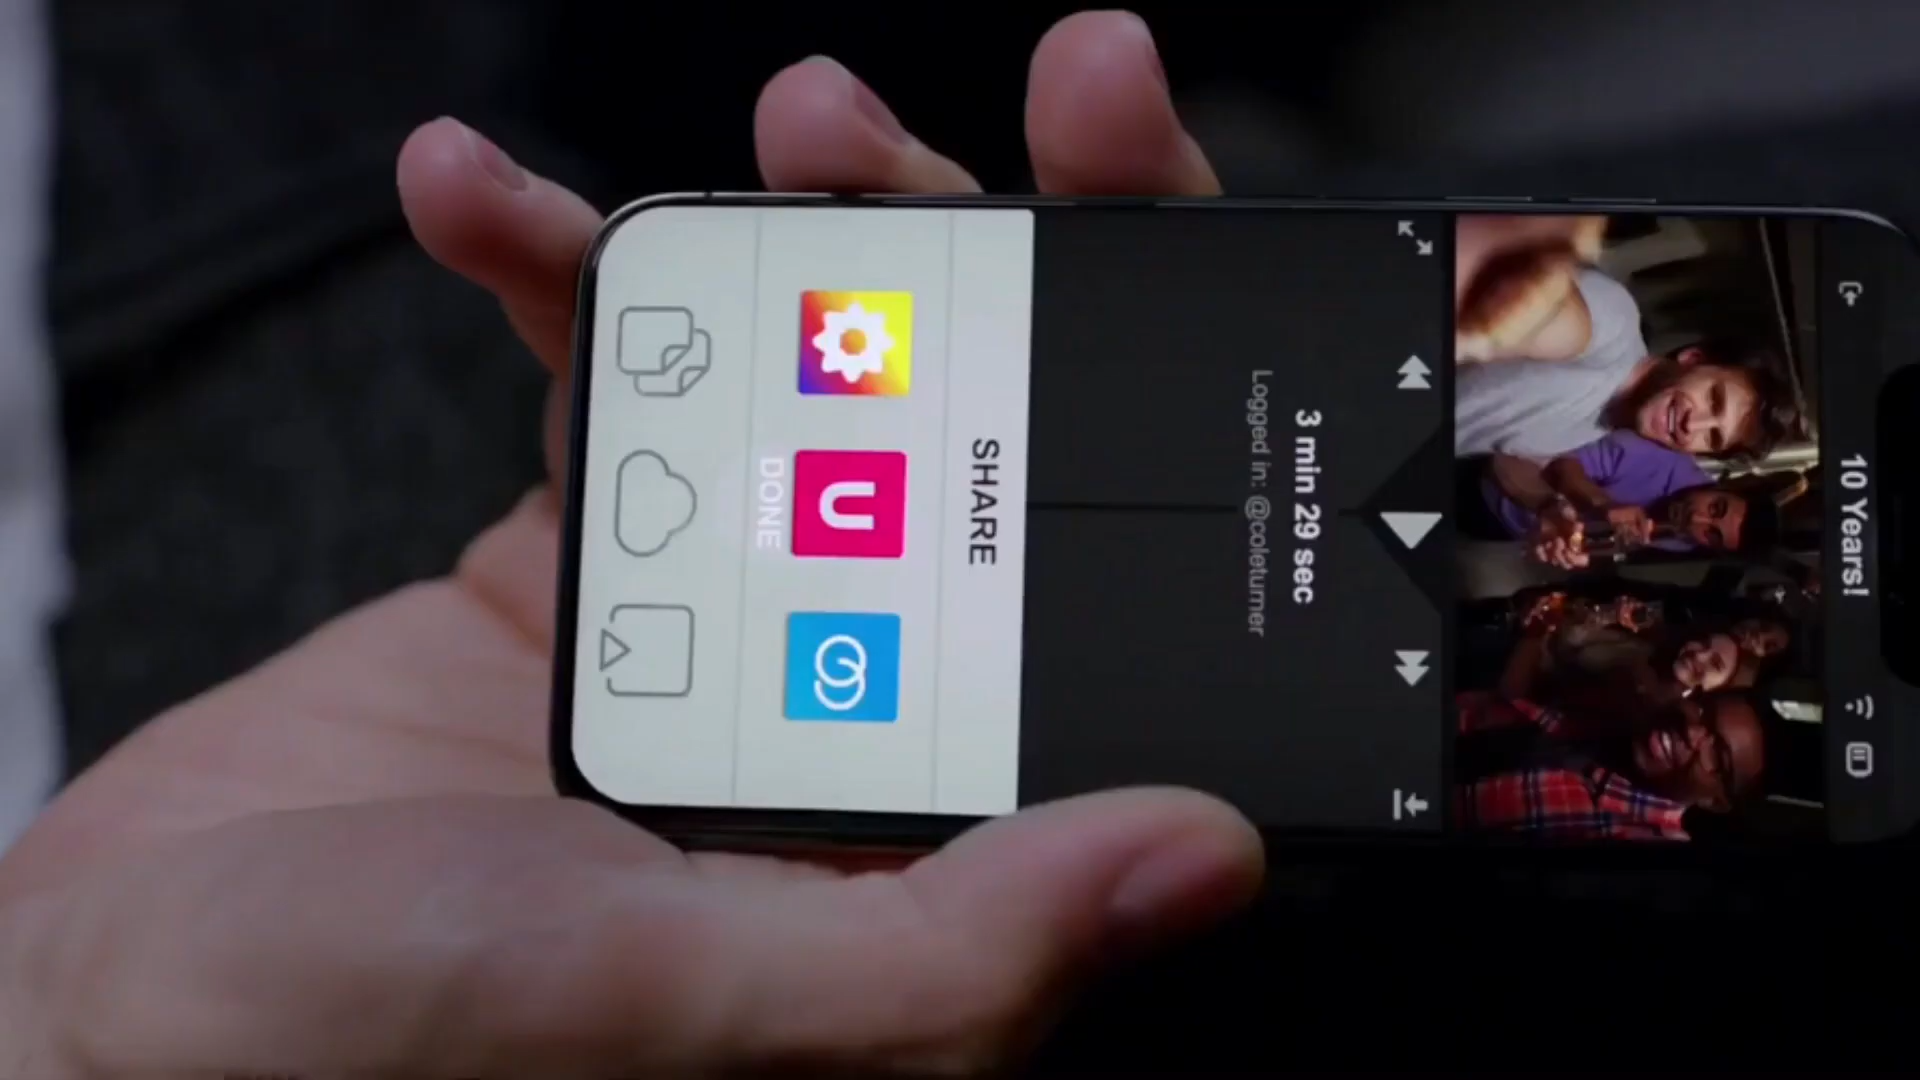 10 Years!
3 min 29 sec
Logged in: @coleturner
SHARE
U
DONE